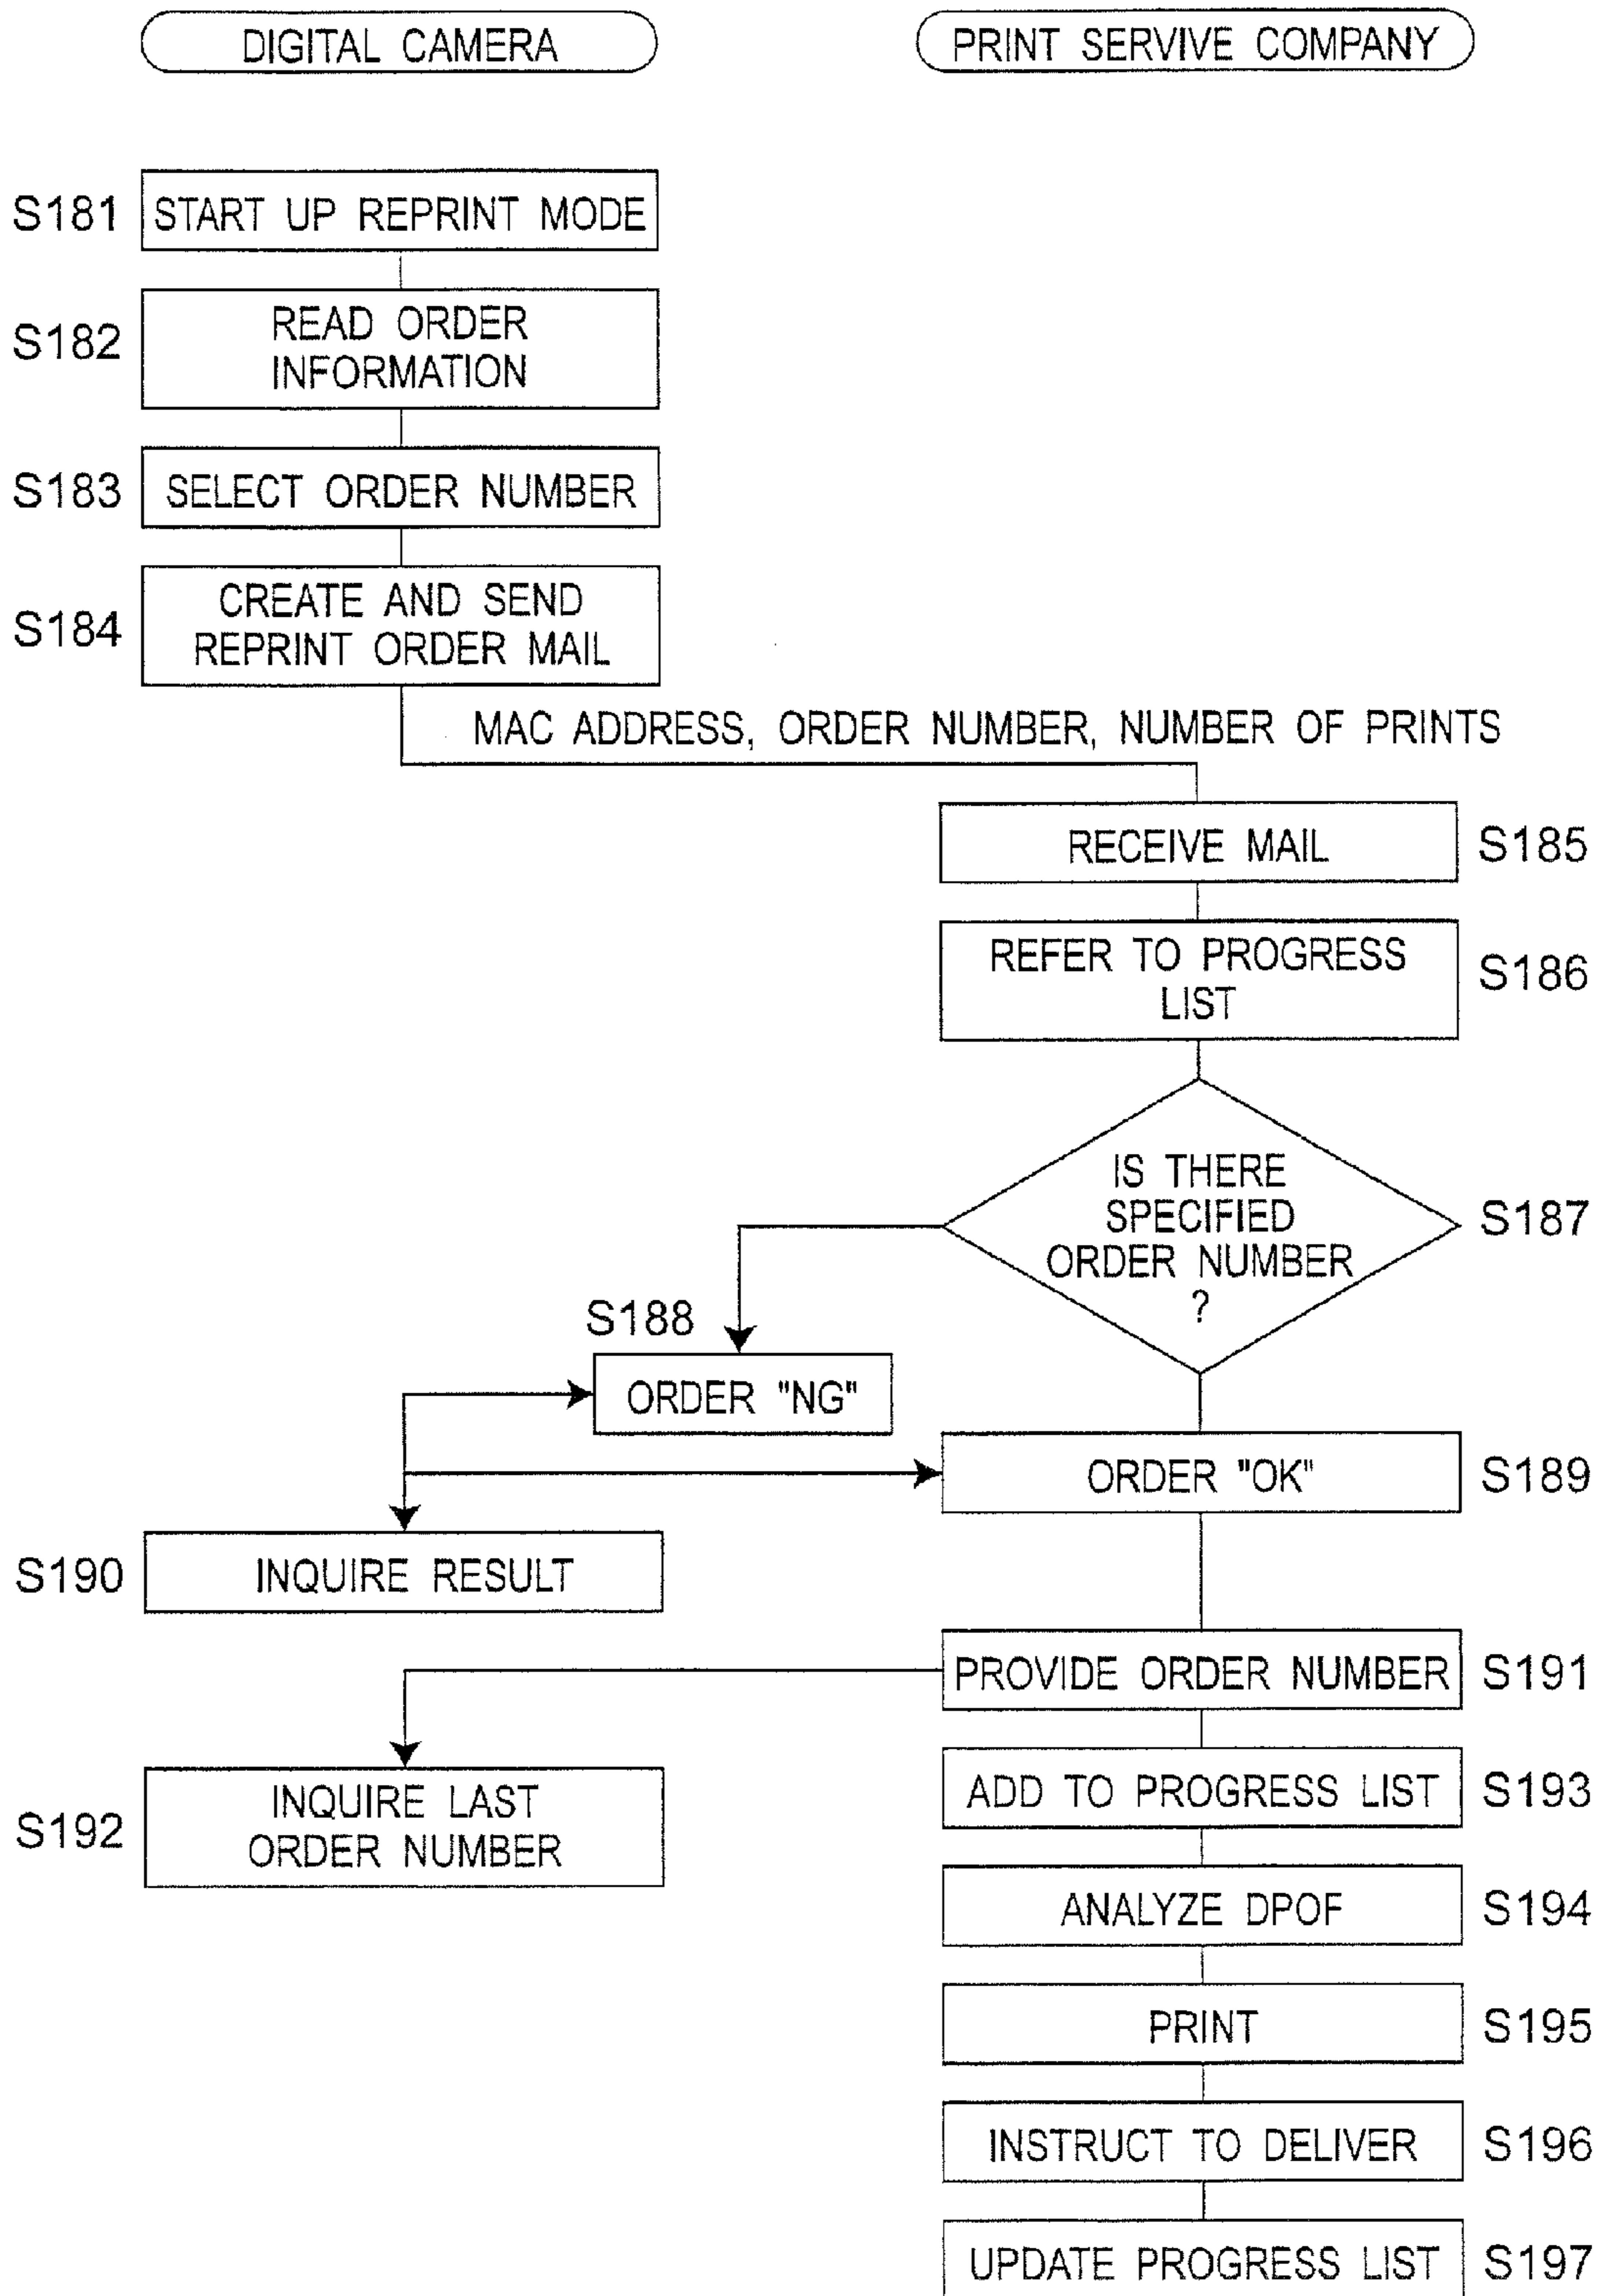 DIGITAL CAMERA
PRINT SERVIVE COMPANY
S181
START UP REPRINT MODE
S182
READ ORDER
INFORMATION
S183
SELECT ORDER NUMBER
S184
CREATE AND SEND
REPRINT ORDER MAIL
MAC ADDRESS, ORDER NUMBER, NUMBER OF PRINTS
RECEIVE MAIL
S185
REFER TO PROGRESS
LIST
S186
IS THERE
SPECIFIED
ORDER NUMBER
?
S187
S188
ORDER "NG"
ORDER "OK"
S189
S190
INQUIRE RESULT
PROVIDE ORDER NUMBER
S191
S192
INQUIRE LAST
ORDER NUMBER
ADD TO PROGRESS LIST
S193
ANALYZE DPOF
S194
PRINT
S195
INSTRUCT TO DELIVER
S196
UPDATE PROGRESS LIST
S197